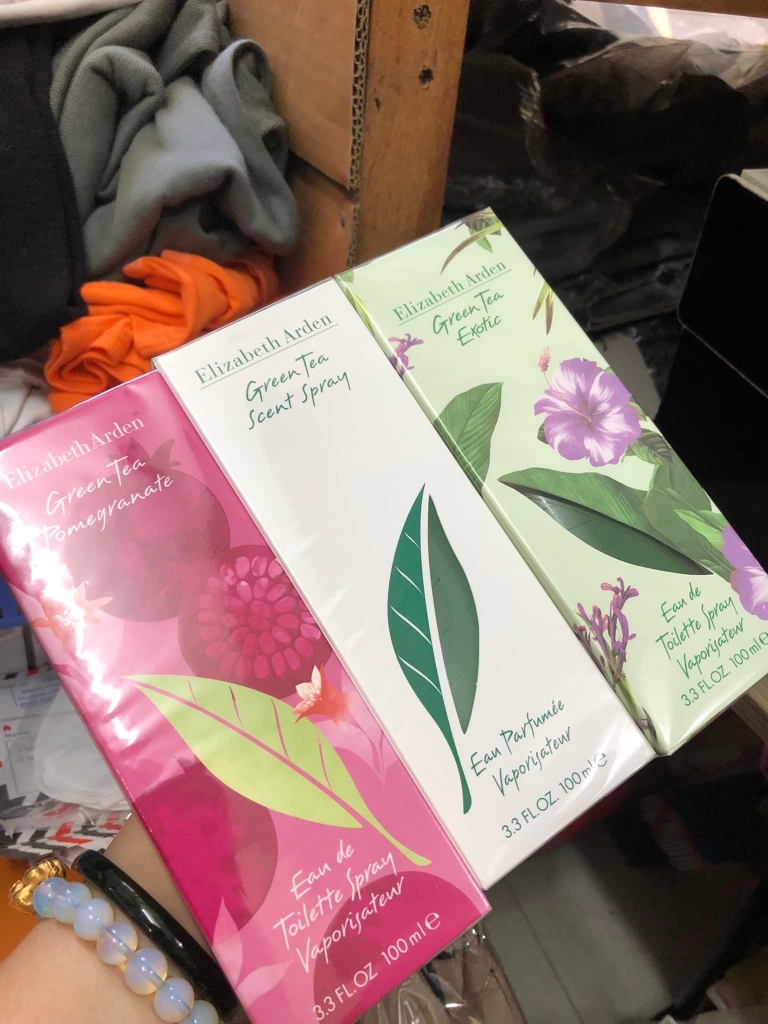 Elizabeth Arden
Green Tea
Pomegranate
Eau de
Toilette Spray
Vaporisateur
3.3 FL.OZ 100 ml e
Elizabeth Arden
Green Tea
Scent Spray
Eau Parfumée
Vaporisateur
3.3 FL.OZ. 100 ml e
Elizabeth Arden
Green Tea
Exotic
Eau de
Toilette Spray
Vaporisateur
3.3 FL.OZ. 100 ml e